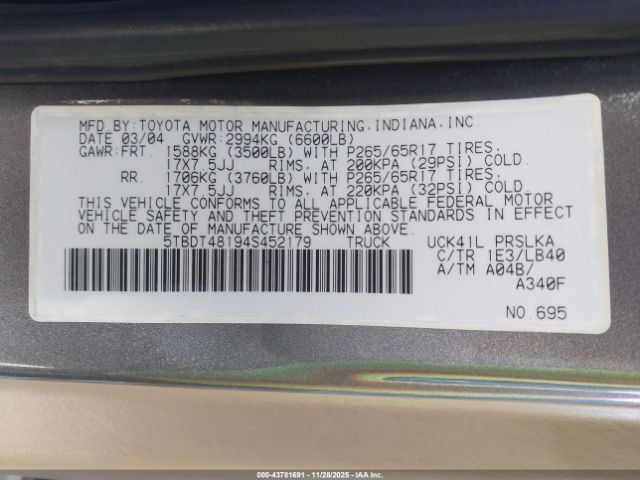 MFD.BY:TOYOTA MOTOR MANUFACTURING,INDIANA,INC.
DATE 03/04 GVWR:2994KG (6600LB)
GAWR:FRT. 1588KG (3500LB) WITH P265/65R17 TIRES,
17X7.5JJ RIMS, AT 200KPA (29PSI) COLD.
RR. 1706KG (3760LB) WITH P265/65R17 TIRES,
17X7.5JJ RIMS, AT 220KPA (32PSI) COLD.
THIS VEHICLE CONFORMS TO ALL APPLICABLE FEDERAL MOTOR
VEHICLE SAFETY AND THEFT PREVENTION STANDARDS IN EFFECT
ON THE DATE OF MANUFACTURE SHOWN ABOVE.
5TBDT48194S452179 TRUCK UCK41L PRSLKA
C/TR 1E3/LB40
A/TM A04B/
A340F
NO.695
000-43781691 - 11/28/2025 - IAAI.COM